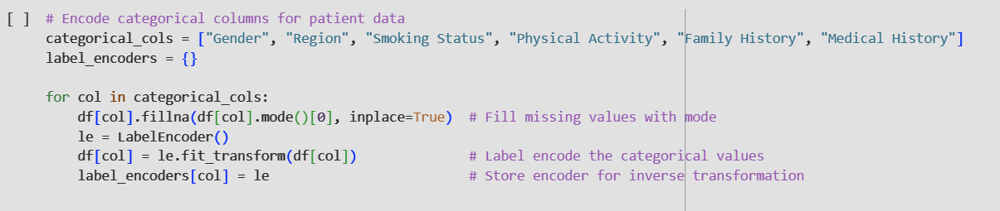 [ ] # Encode categorical columns for patient data
categorical_cols = ["Gender", "Region", "Smoking Status", "Physical Activity", "Family History", "Medical History"]
label_encoders = {}
for col in categorical_cols:
df[col].fillna(df[col].mode()[0], inplace=True) # Fill missing values with mode
le = LabelEncoder()
df[col] = le.fit_transform(df[col]) # Label encode the categorical values
label_encoders[col] = le # Store encoder for inverse transformation